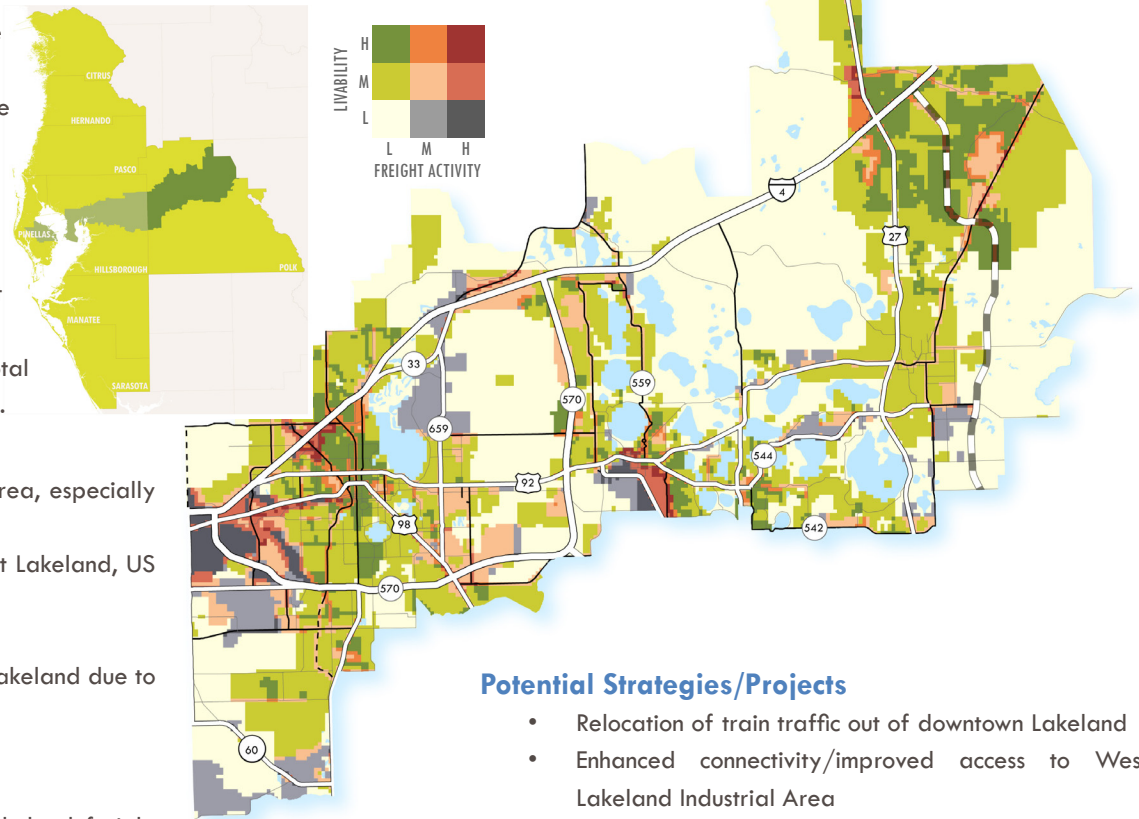 e
e
-
otal
.
rea, especially
t Lakeland, US
akeland due to
CITRUS
HERNANDO
PASCO
PINELLAS
HILLSBOROUGH
POLK
MANATEE
SARASOTA
LIVABILITY
H
M
L
L M H
FREIGHT ACTIVITY
4
27
33
559
570
659
544
92
98
542
570
60
Potential Strategies/Projects
• Relocation of train traffic out of downtown Lakeland
• Enhanced connectivity/improved access to Wes
Lakeland Industrial Area